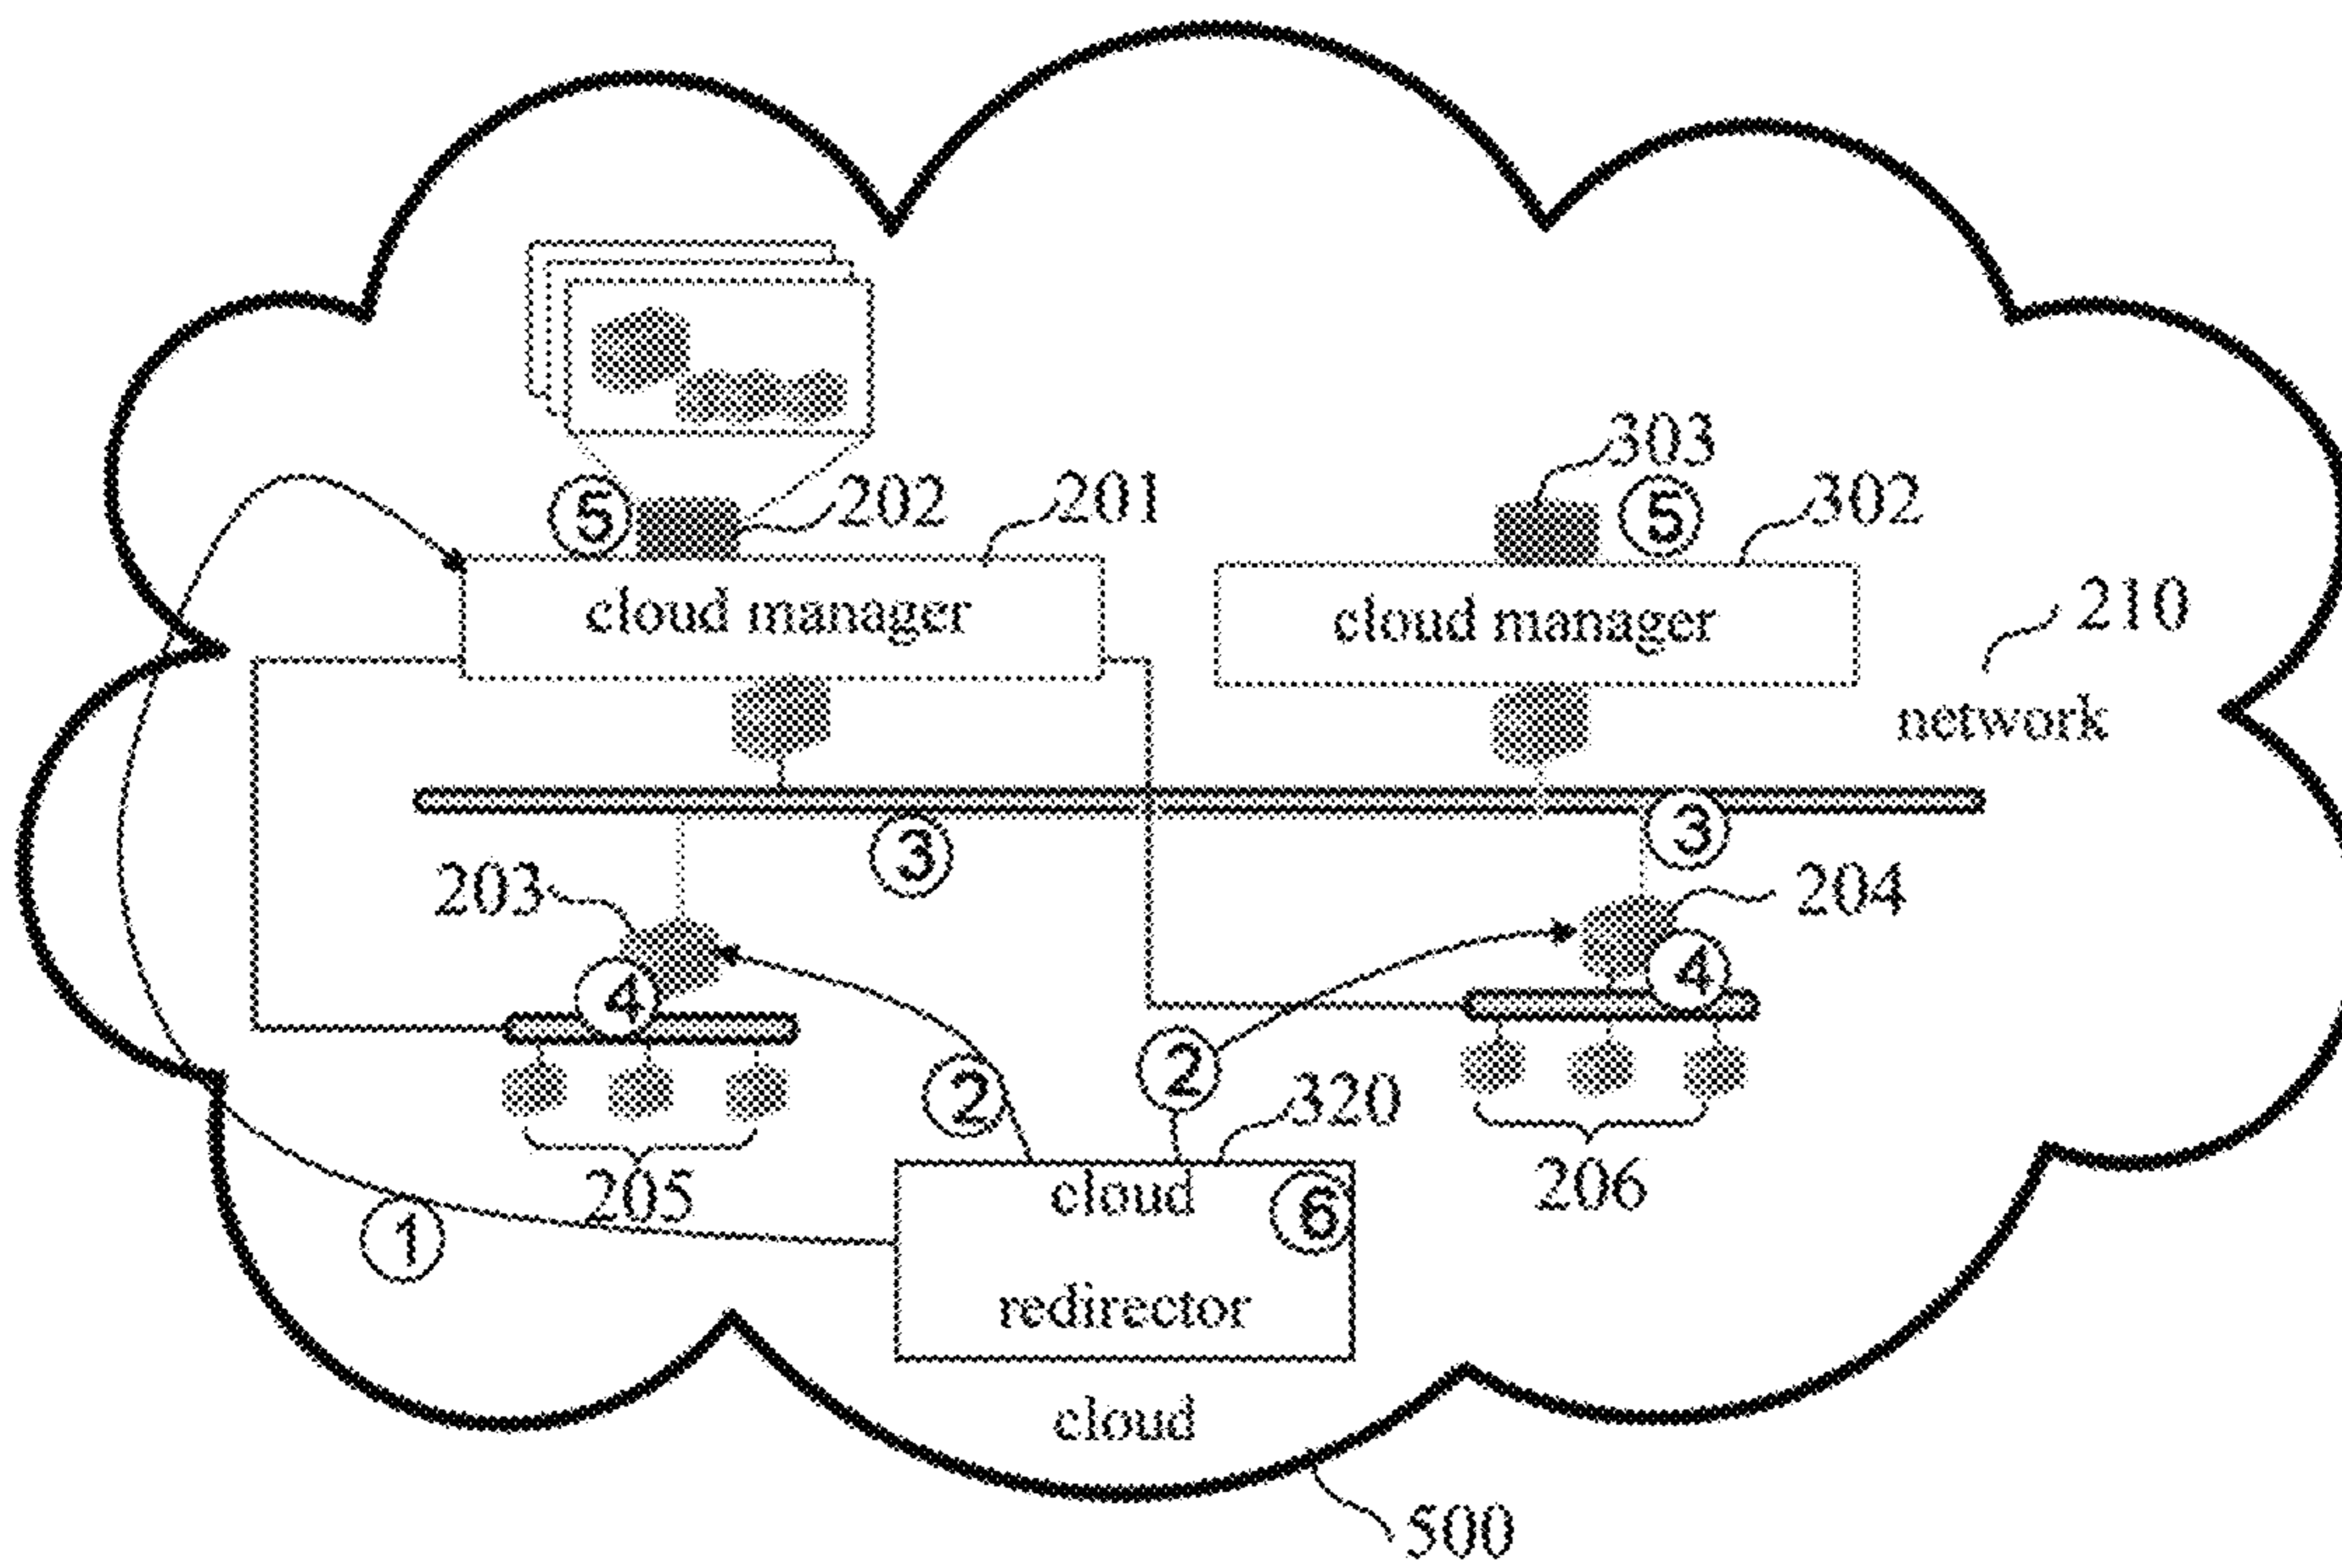 303
⑤ 202 201 ⑤ 302
cloud manager cloud manager 210
network
③ ③
203 204
④ ④
② ② 320
205 cloud ⑥ 206
①
redirector
cloud
500